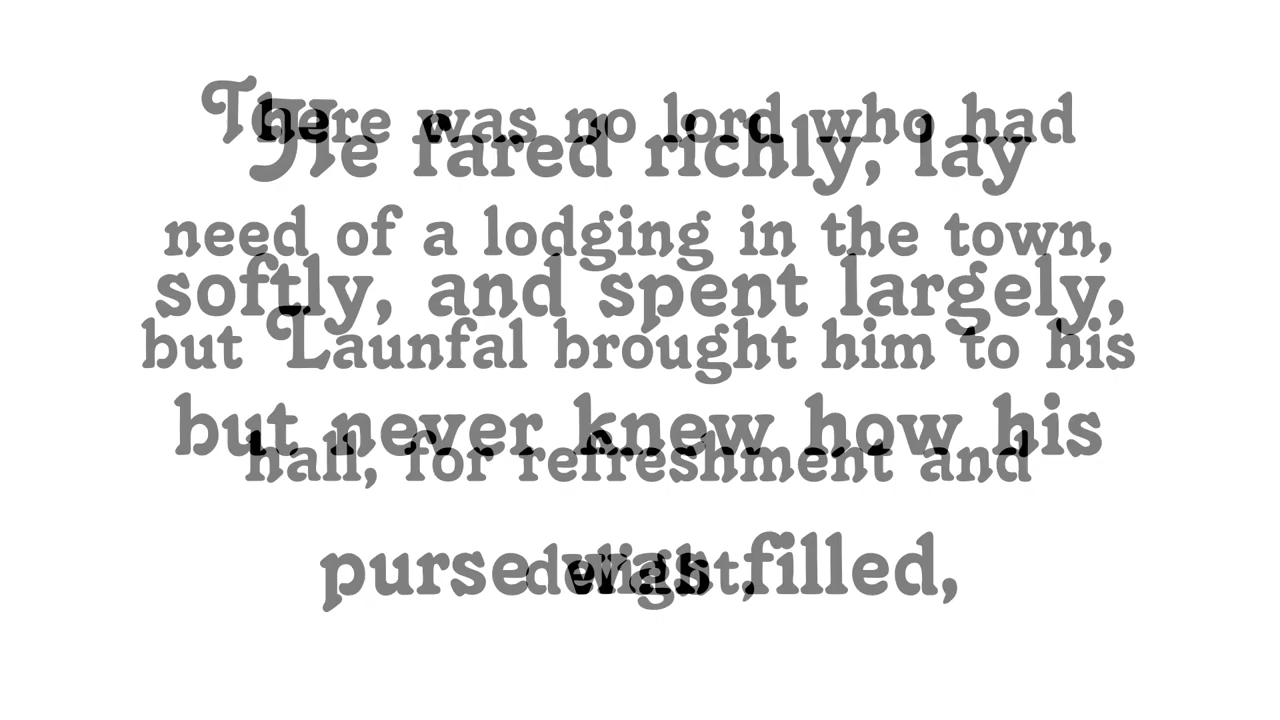 There was no lord who had
need of a lodging in the town,
but Launfal brought him to his
hall, for refreshment and
delight,
He fared richly, lay
softly, and spent largely,
but never knew how his
purse was filled,